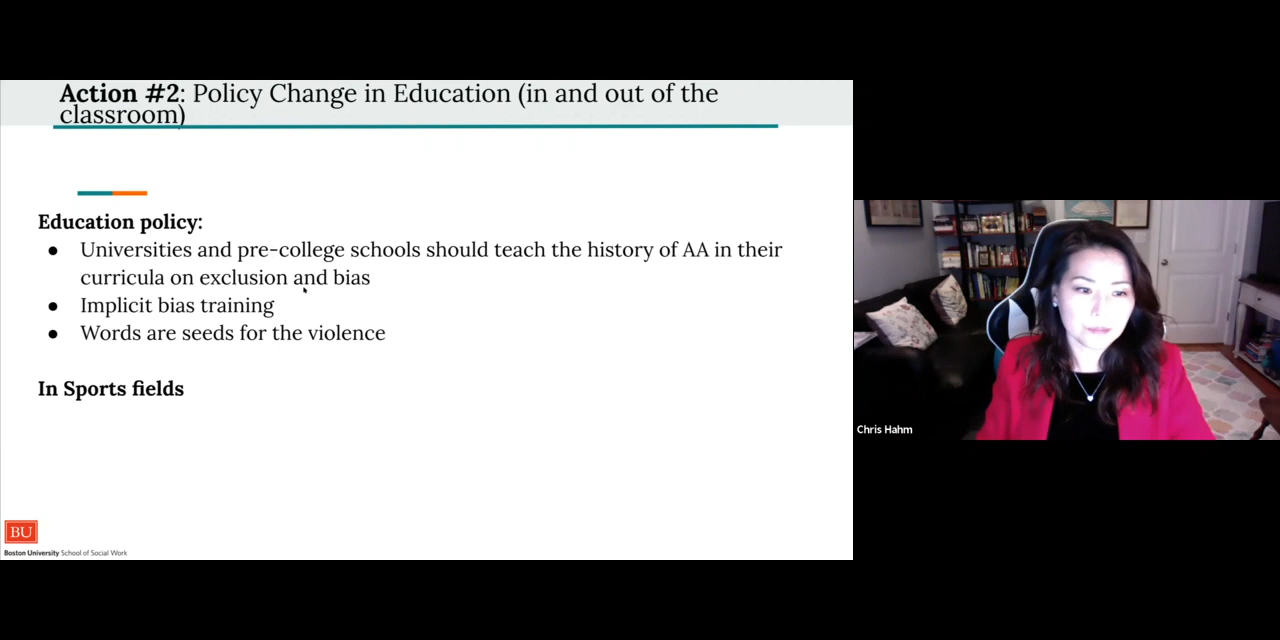 Action #2: Policy Change in Education (in and out of the
classroom)
Education policy:
● Universities and pre-college schools should teach the history of AA in their
curricula on exclusion and bias
● Implicit bias training
● Words are seeds for the violence
In Sports fields
BU
Boston University School of Social Work
Chris Hahm